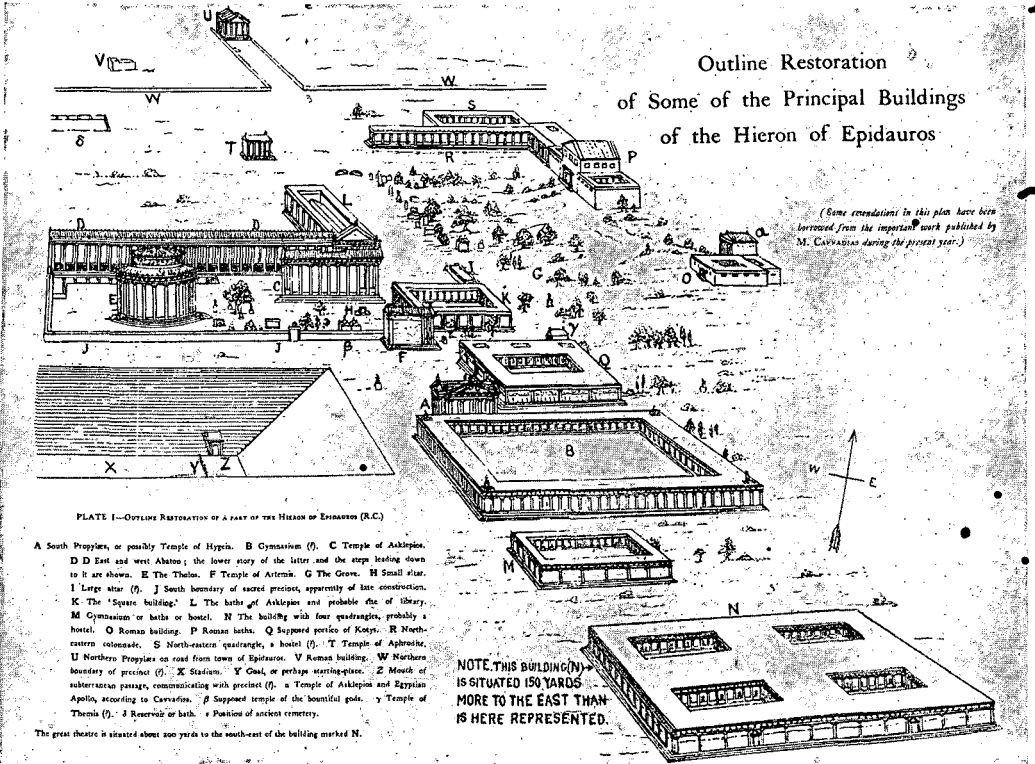 Outline Restoration
of Some of the Principal Buildings
of the Hieron of Epidauros
(Some emendations in this plan have been
borrowed from the important work published by
M. CAVVADIAS during the present year.)
U
V
W
W
δ
T
S
R
P
L
D
D
E
C
H
I
G
K
J
J
β
F
γ
Q
α
O
A
B
X
Y
Z
M
N
W
E
PLATE I—OUTLINE RESTORATION OF A PART OF THE HIERON OF EPIDAUROS (R.C.)
A South Propylæa, or possibly Temple of Hygeia. B Gymnasium (?). C Temple of Asklepios.
D D East and west Abaton; the lower story of the latter and the steps leading down
to it are shown. E The Tholos. F Temple of Artemis. G The Grove. H Small altar.
I Large altar (?). J South boundary of sacred precinct, apparently of late construction.
K The 'Square building.' L The baths of Asklepios and probable site of library.
M Gymnasium or baths or hostel. N The building with four quadrangles, probably a
hostel. O Roman building. P Roman baths. Q Supposed portico of Kotys. R North-
eastern colonnade. S North-eastern quadrangle, a hostel (?). T Temple of Aphrodite.
U Northern Propylæa on road from town of Epidauros. V Roman building. W Northern
boundary of precinct (?). X Stadium. Y Goal, or perhaps starting-place. Z Mouth of
subterranean passage, communicating with precinct (?). α Temple of Asklepios and Egyptian
Apollo, according to Cavvadias. β Supposed temple of the bountiful gods. γ Temple of
Themis (?). δ Reservoir or bath. ε Position of ancient cemetery.
The great theatre is situated about 200 yards to the south-east of the building marked N.
NOTE. THIS BUILDING (N)
IS SITUATED 150 YARDS
MORE TO THE EAST THAN
IS HERE REPRESENTED.